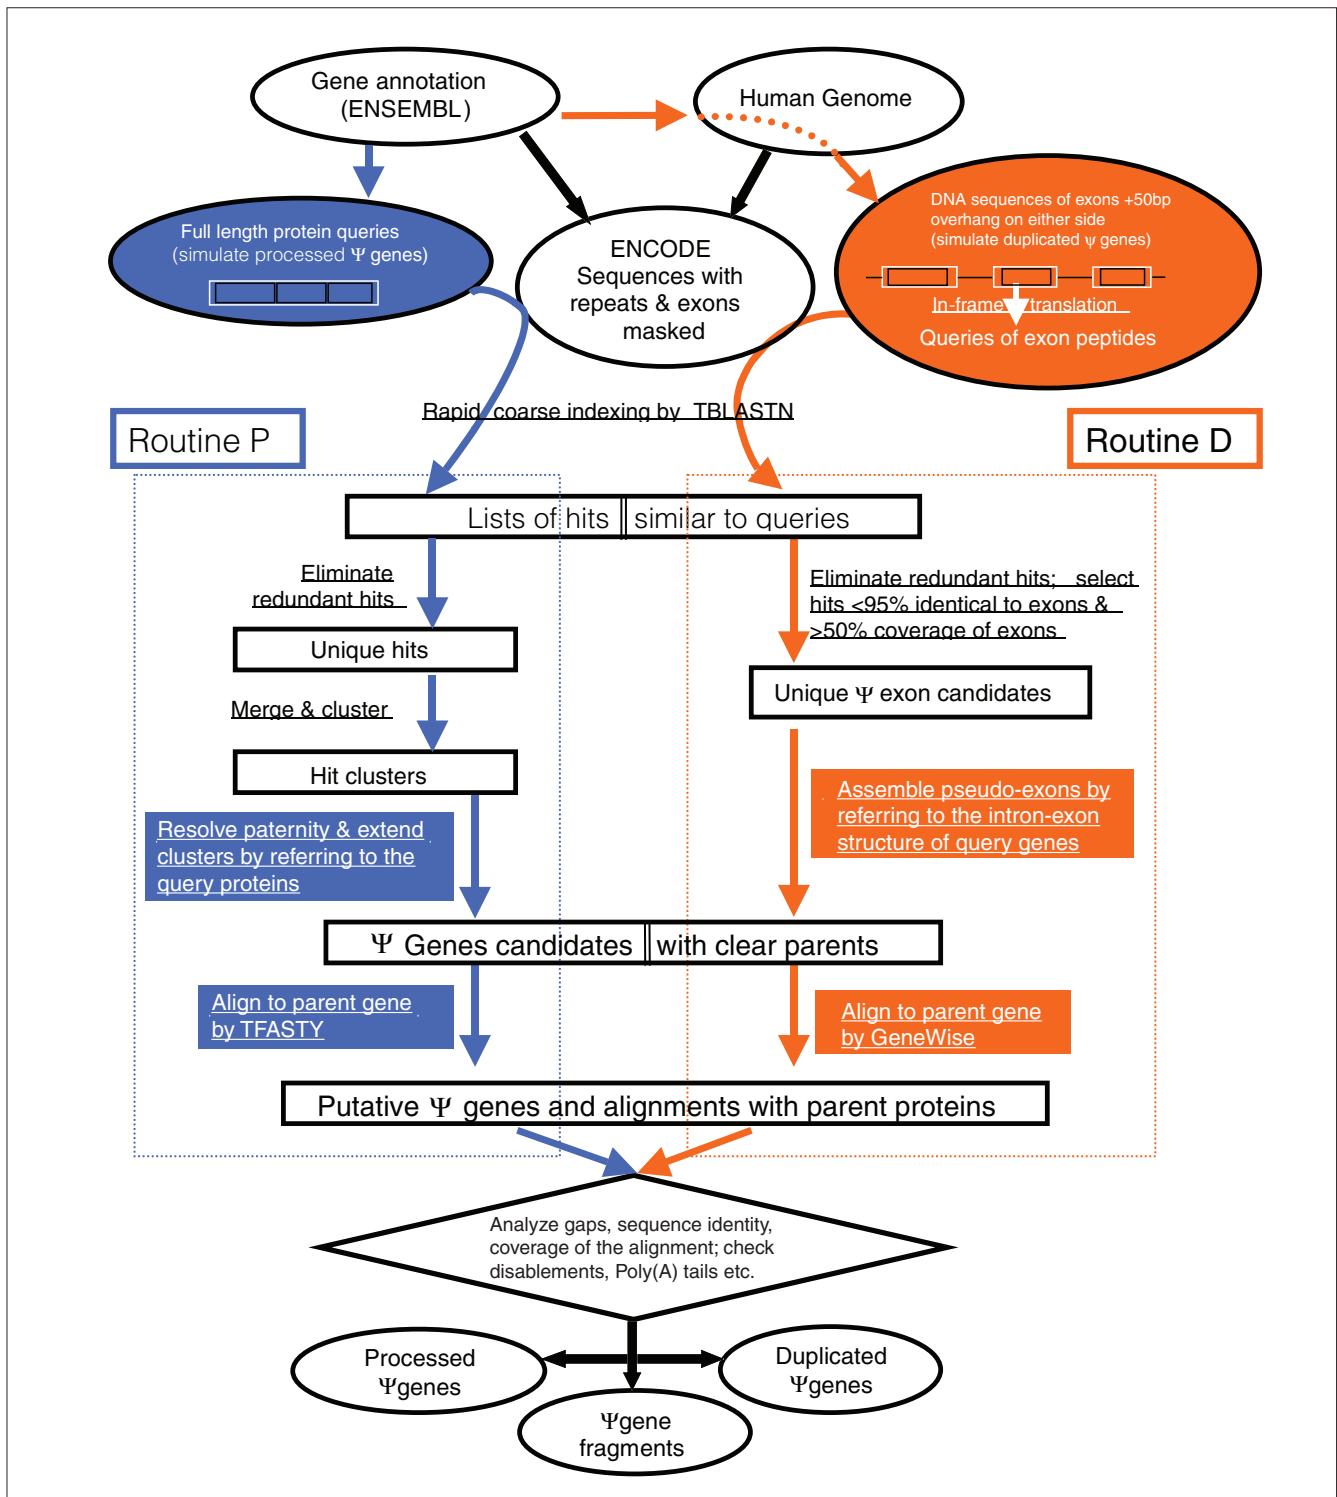 Gene annotation
(ENSEMBL)
Human Genome
Full length protein queries
(simulate processed Ψ genes)
ENCODE
Sequences with
repeats & exons
masked
DNA sequences of exons +50bp
overhang on either side
(simulate duplicated ψ genes)
In-frame translation
Queries of exon peptides
Rapid coarse indexing by TBLASTN
Routine P
Routine D
Lists of hits similar to queries
Eliminate
redundant hits
Eliminate redundant hits; select
hits <95% identical to exons &
>50% coverage of exons
Unique hits
Unique Ψ exon candidates
Merge & cluster
Hit clusters
Resolve paternity & extend
clusters by referring to the
query proteins
Assemble pseudo-exons by
referring to the intron-exon
structure of query genes
Ψ Genes candidates with clear parents
Align to parent gene
by TFASTY
Align to parent gene
by GeneWise
Putative Ψ genes and alignments with parent proteins
Analyze gaps, sequence identity,
coverage of the alignment; check
disablements, Poly(A) tails etc.
Processed
Ψgenes
Duplicated
Ψgenes
Ψgene
fragments